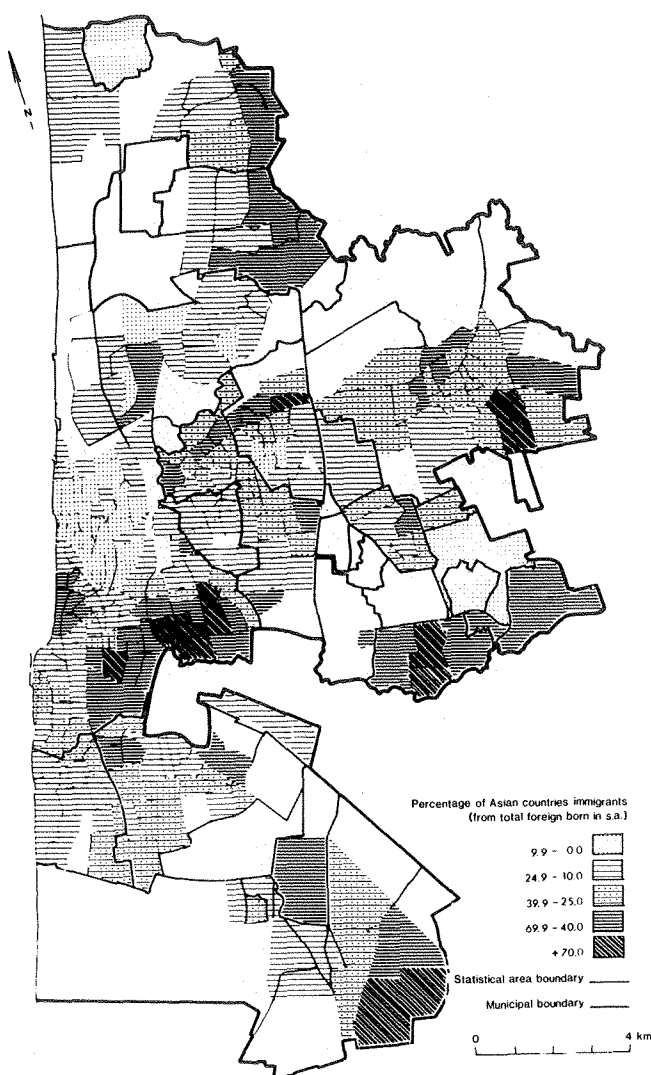 N
Percentage of Asian countries immigrants
(from total foreign born in s.a.)
9.9 - 0.0
24.9 - 10.0
39.9 - 25.0
69.9 - 40.0
+70.0
Statistical area boundary
Municipal boundary
0 4 km